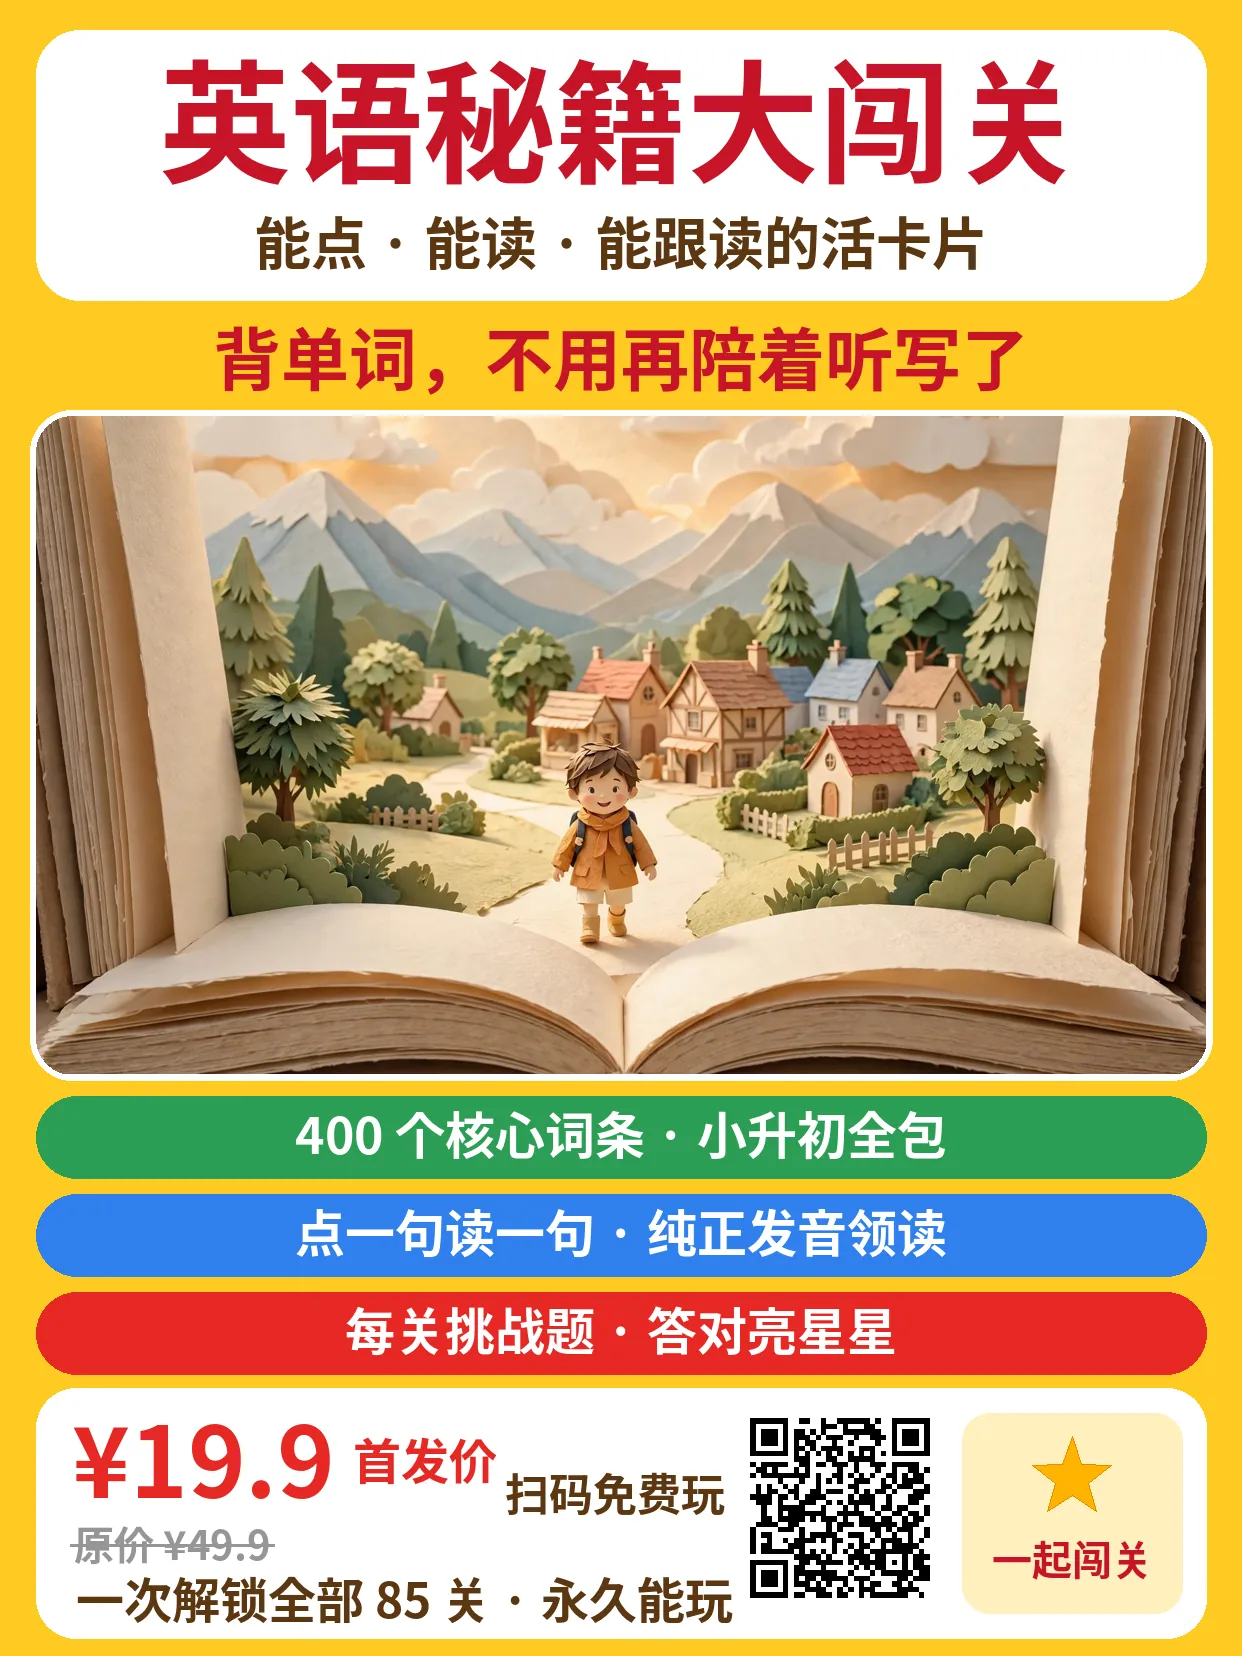 英语秘籍大闯关
能点 · 能读 · 能跟读的活卡片
背单词，不用再陪着听写了
400 个核心词条 · 小升初全包
点一句读一句 · 纯正发音领读
每关挑战题 · 答对亮星星
¥19.9 首发价
扫码免费玩
原价 ¥49.9
一次解锁全部 85 关 · 永久能玩
一起闯关